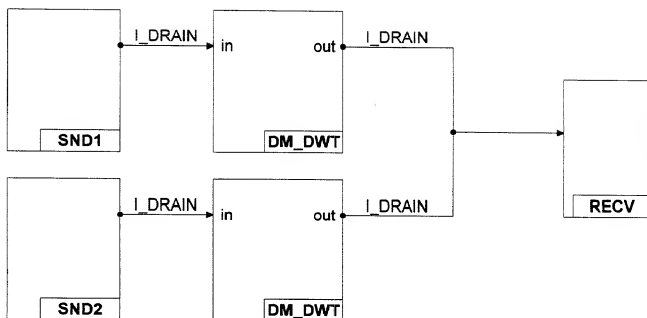 I_DRAIN
I_DRAIN
in
out
SND1
DM_DWT
I_DRAIN
I_DRAIN
in
out
RECV
SND2
DM_DWT